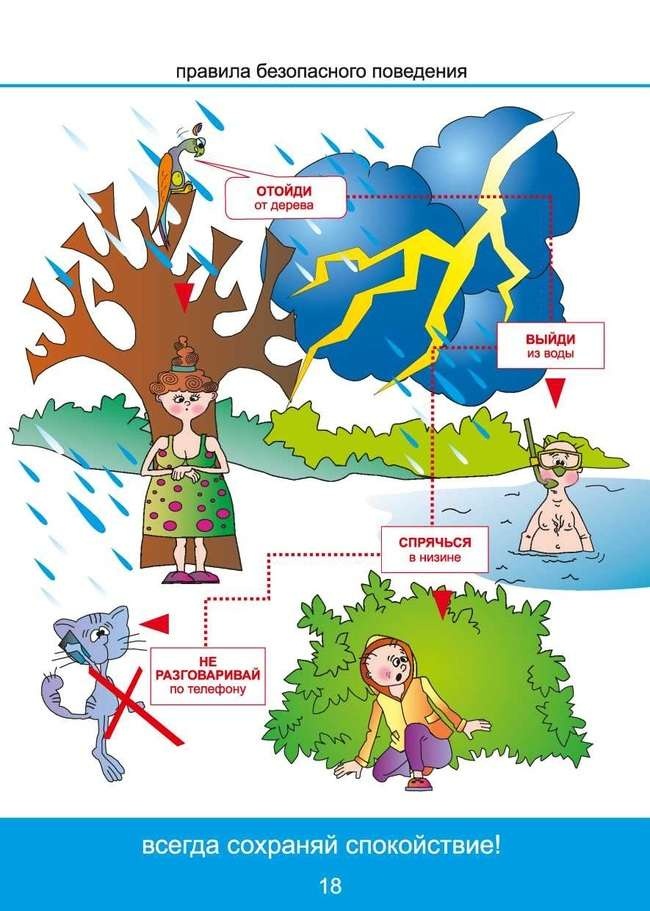 правила безопасного поведения
ОТОЙДИ
от дерева
ВЫЙДИ
из воды
СПРЯЧЬСЯ
в низине
НЕ
РАЗГОВАРИВАЙ
по телефону
всегда сохраняй спокойствие!
18